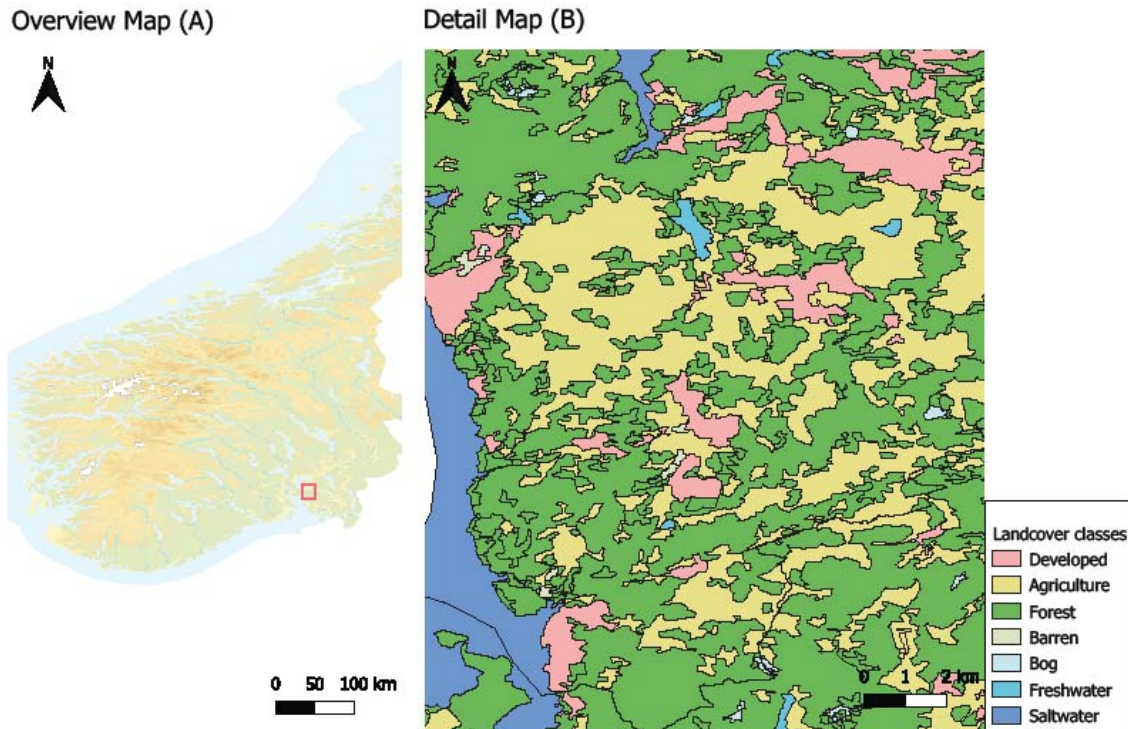 Overview Map (A)
Detail Map (B)
N
N
0 50 100 km
0 1 2 km
Landcover classes
Developed
Agriculture
Forest
Barren
Bog
Freshwater
Saltwater